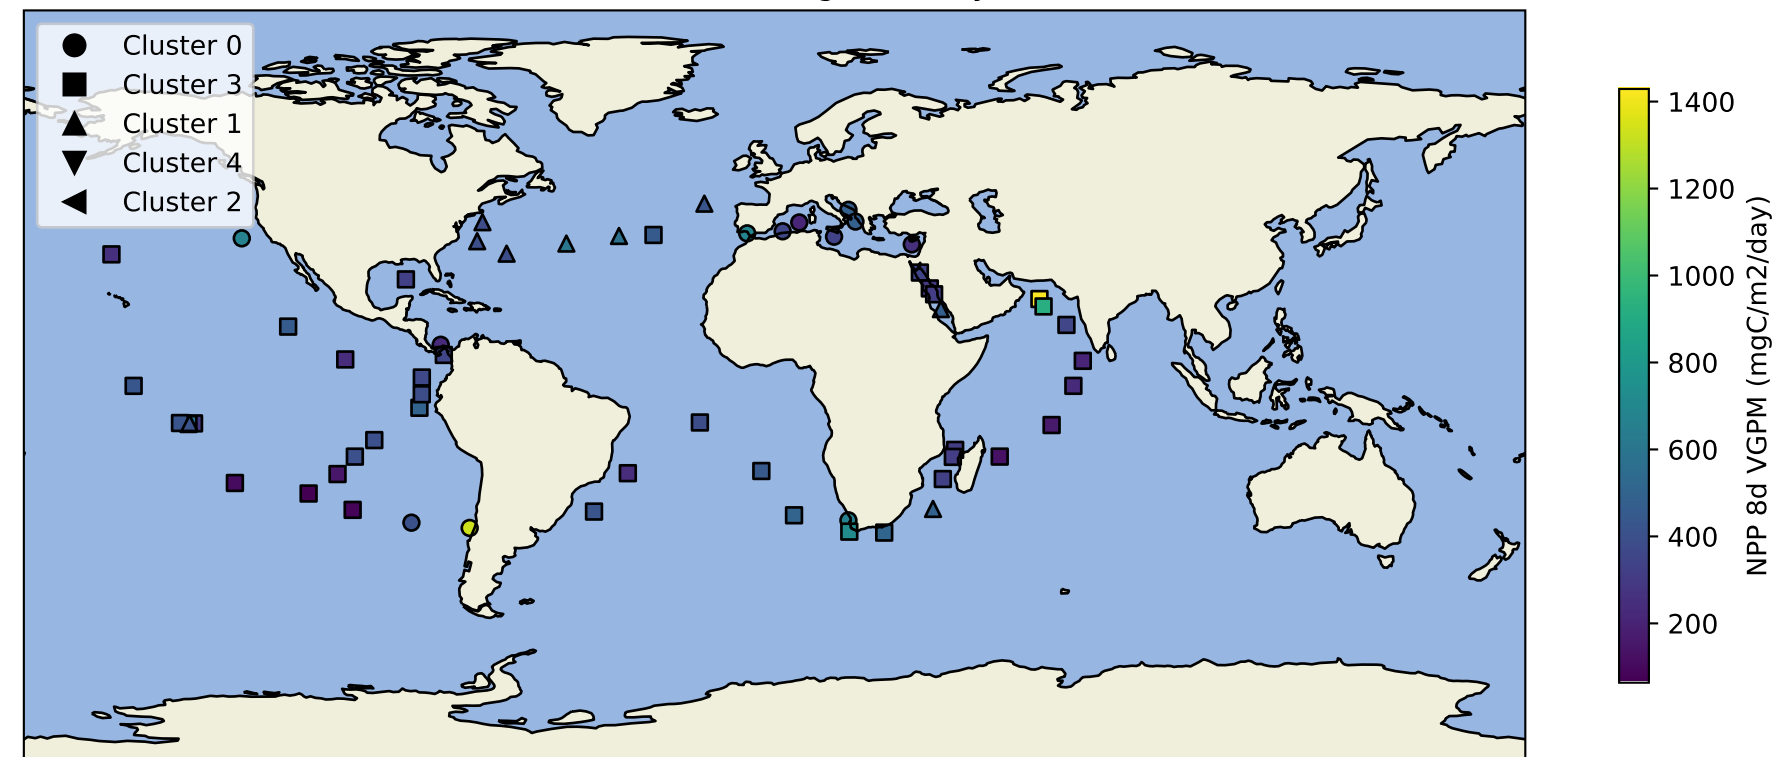 Cluster 0
Cluster 3
Cluster 1
Cluster 4
Cluster 2
1400
1200
1000
800
600
400
200
NPP 8d VGPM (mgC/m2/day)